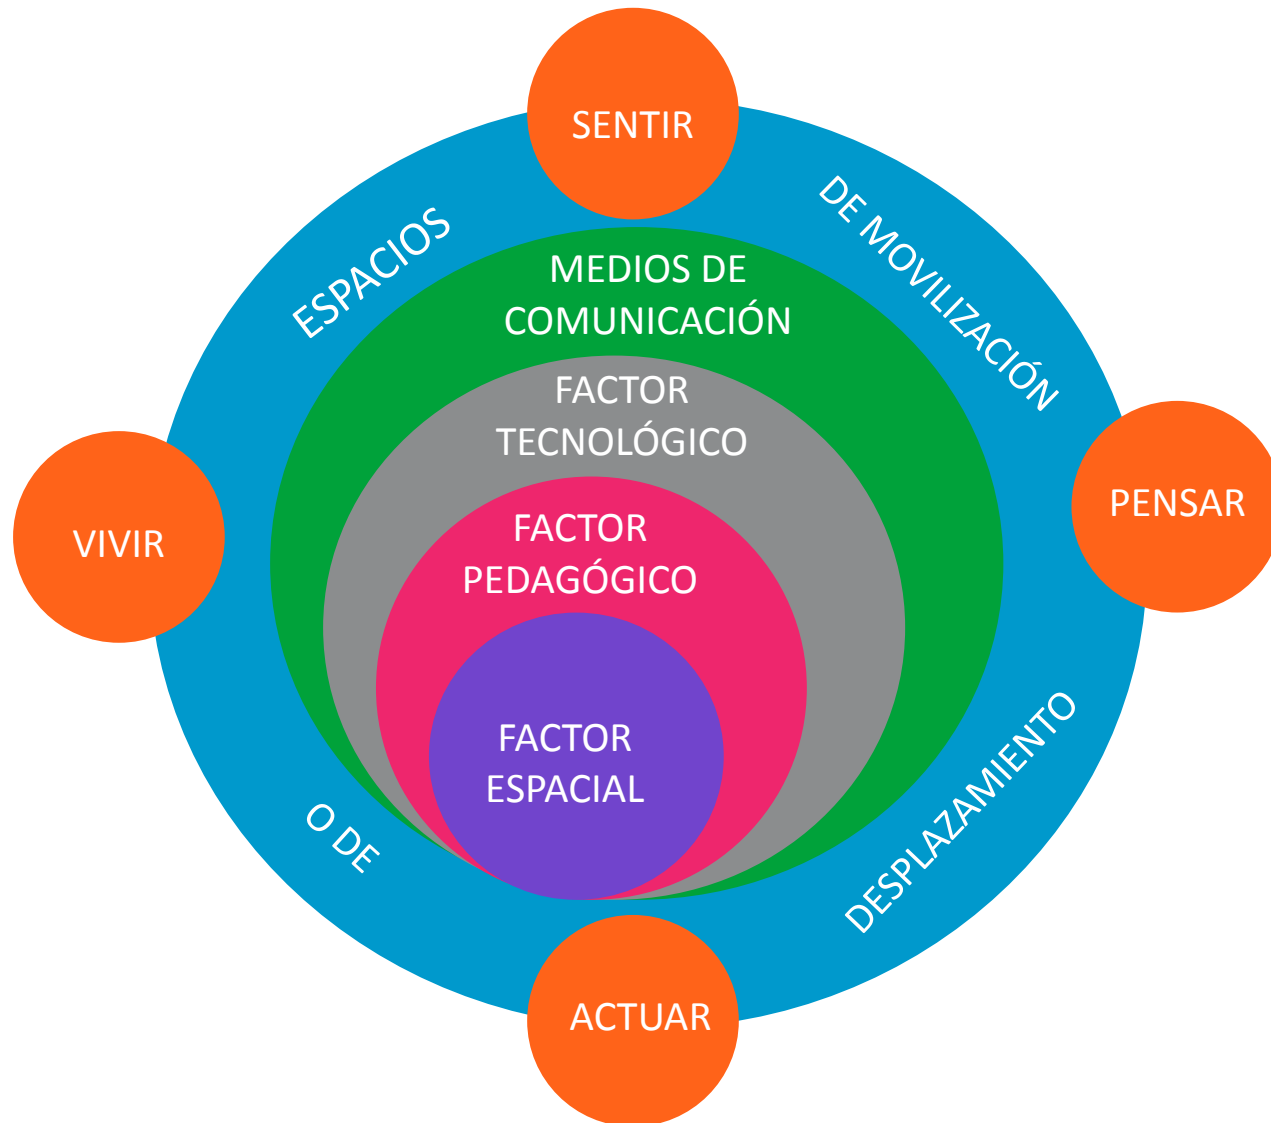 SENTIR
ESPACIOS
DE MOVILIZACIÓN
MEDIOS DE
COMUNICACIÓN
FACTOR
TECNOLÓGICO
VIVIR
PENSAR
FACTOR
PEDAGÓGICO
FACTOR
ESPACIAL
O DE
DESPLAZAMIENTO
ACTUAR